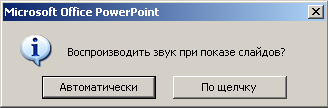 Microsoft Office PowerPoint
Воспроизводить звук при показе слайдов?
Автоматически
По щелчку